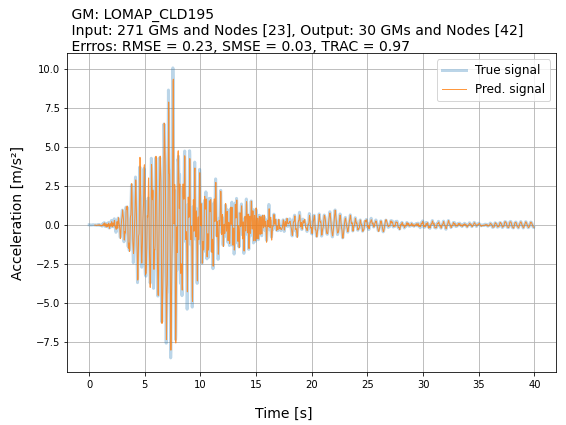 GM: LOMAP_CLD195
Input: 271 GMs and Nodes [23], Output: 30 GMs and Nodes [42]
Errros: RMSE = 0.23, SMSE = 0.03, TRAC = 0.97
True signal
Pred. signal
10.0
7.5
5.0
2.5
0.0
−2.5
−5.0
−7.5
Acceleration [m/s²]
0 5 10 15 20 25 30 35 40
Time [s]